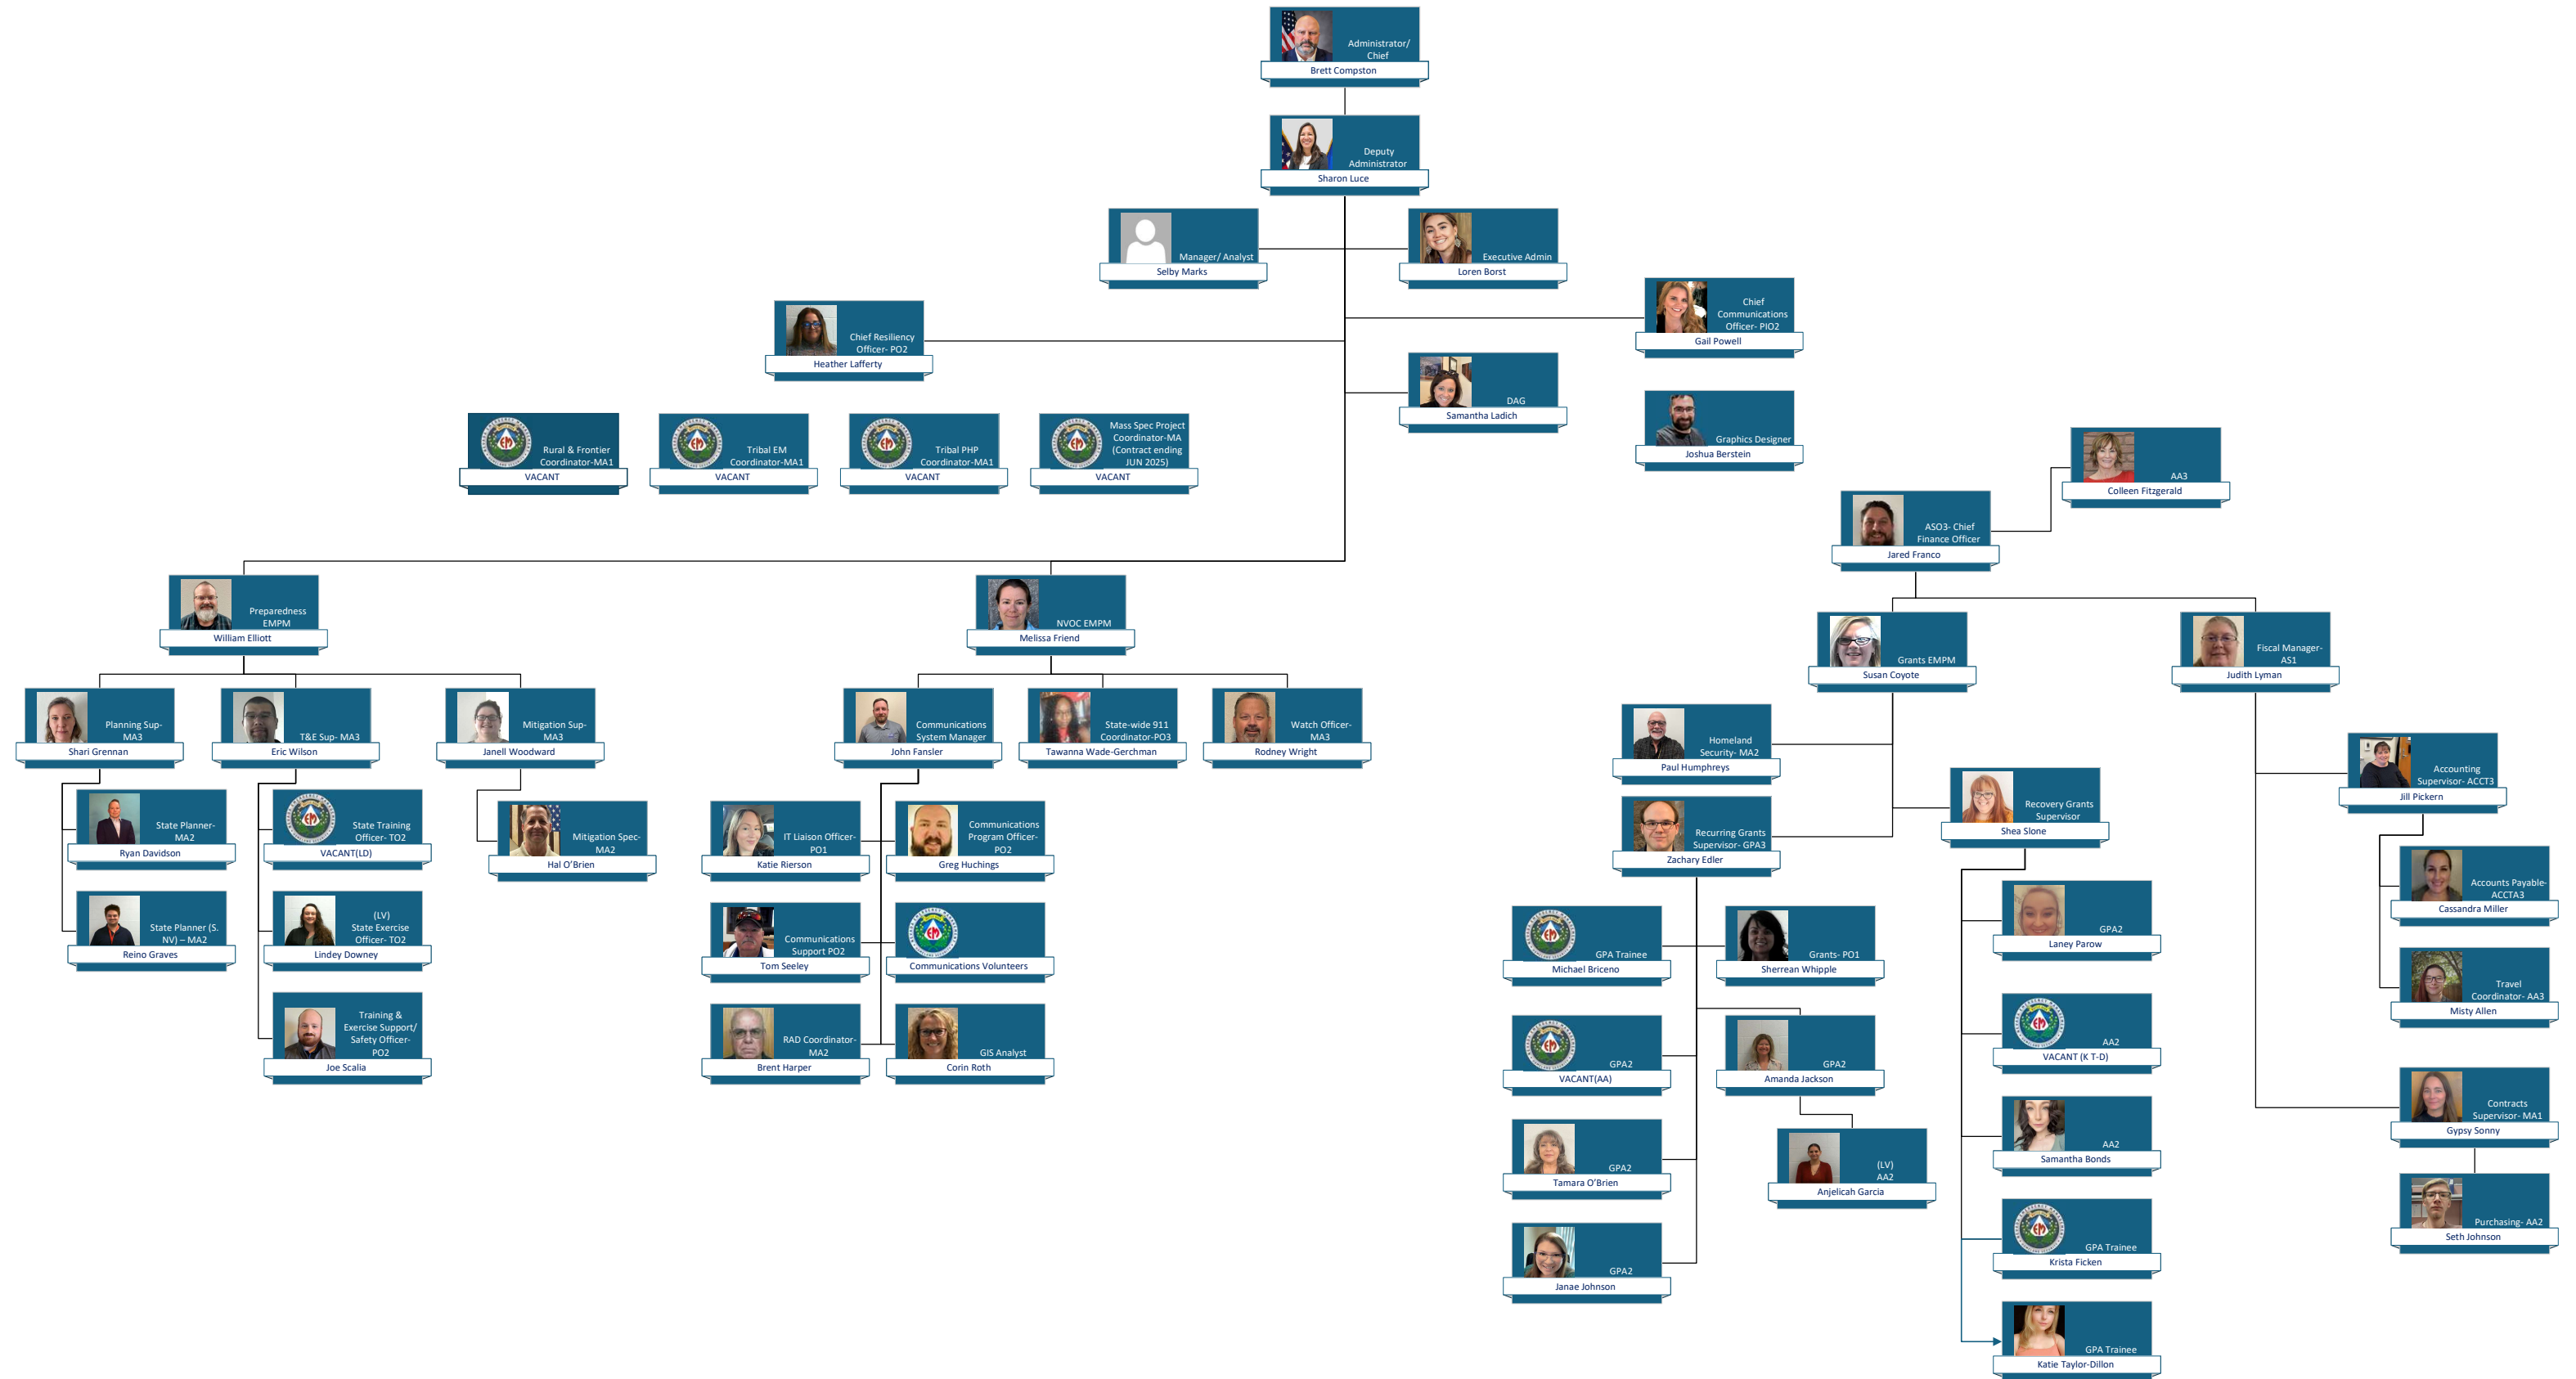 Administrator/
Chief
Brett Compston
Deputy
Administrator
Sharon Luce
Manager/ Analyst
Selby Marks
Executive Admin
Loren Borst
Chief
Communications
Officer- PIO2
Gail Powell
Chief Resiliency
Officer- PO2
Heather Lafferty
DAG
Samantha Ladich
Graphics Designer
Joshua Berstein
Rural & Frontier
Coordinator-MA1
VACANT
Tribal EM
Coordinator-MA1
VACANT
Tribal PHP
Coordinator-MA1
VACANT
Mass Spec Project
Coordinator-MA
(Contract ending
JUN 2025)
VACANT
AA3
Colleen Fitzgerald
ASO3- Chief
Finance Officer
Jared Franco
Preparedness
EMPM
William Elliott
NVOC EMPM
Melissa Friend
Grants EMPM
Susan Coyote
Fiscal Manager-
AS1
Judith Lyman
Planning Sup-
MA3
Shari Grennan
T&E Sup- MA3
Eric Wilson
Mitigation Sup-
MA3
Janell Woodward
Communications
System Manager
John Fansler
State-wide 911
Coordinator-PO3
Tawanna Wade-Gerchman
Watch Officer-
MA3
Rodney Wright
Homeland
Security- MA2
Paul Humphreys
Accounting
Supervisor- ACCT3
Jill Pickern
State Planner-
MA2
Ryan Davidson
State Training
Officer- TO2
VACANT(LD)
Mitigation Spec-
MA2
Hal O'Brien
IT Liaison Officer-
PO1
Katie Rierson
Communications
Program Officer-
PO2
Greg Huchings
Recurring Grants
Supervisor- GPA3
Zachary Edler
Recovery Grants
Supervisor
Shea Slone
State Planner (S.
NV) – MA2
Reino Graves
(LV)
State Exercise
Officer- TO2
Lindey Downey
Communications
Support PO2
Tom Seeley
Communications Volunteers
GPA Trainee
Michael Briceno
Grants- PO1
Sherrean Whipple
GPA2
Laney Parow
Accounts Payable-
ACCTA3
Cassandra Miller
Travel
Coordinator- AA3
Misty Allen
Training &
Exercise Support/
Safety Officer-
PO2
Joe Scalia
RAD Coordinator-
MA2
Brent Harper
GIS Analyst
Corin Roth
GPA2
VACANT(AA)
GPA2
Amanda Jackson
AA2
VACANT (K T-D)
Contracts
Supervisor- MA1
Gypsy Sonny
GPA2
Tamara O'Brien
(LV)
AA2
Anjelicah Garcia
AA2
Samantha Bonds
Purchasing- AA2
Seth Johnson
GPA2
Janae Johnson
GPA Trainee
Krista Ficken
GPA Trainee
Katie Taylor-Dillon